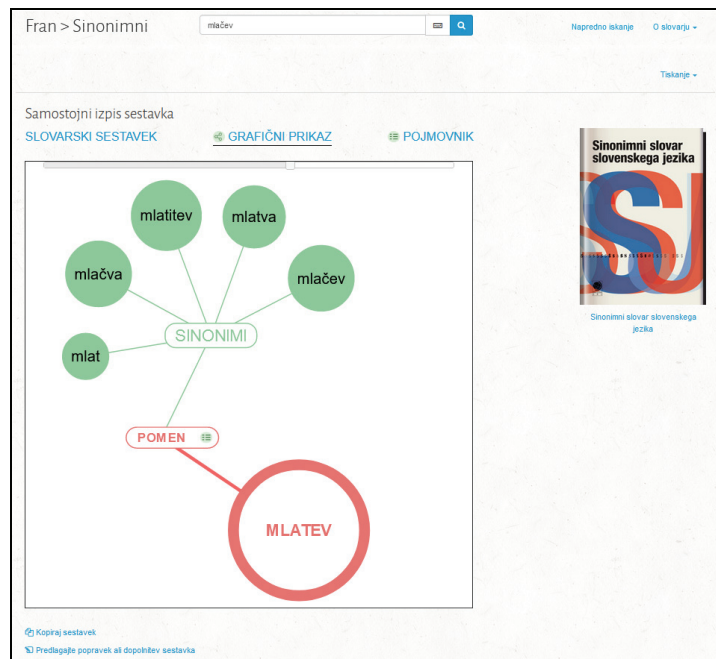 Fran > Sinonimni
mlačev
Napredno iskanje
O slovarju
Tiskanje
Samostojni izpis sestavka
SLOVARSKI SESTAVEK
GRAFIČNI PRIKAZ
POJMOVNIK
mlatitev
mlatva
mlačva
mlačev
SINONIMI
mlat
POMEN
MLATEV
Sinonimni slovar
slovenskega jezika
Sinonimni slovar slovenskega
jezika
Kopiraj sestavek
Predlagajte popravek ali dopolnitev sestavka